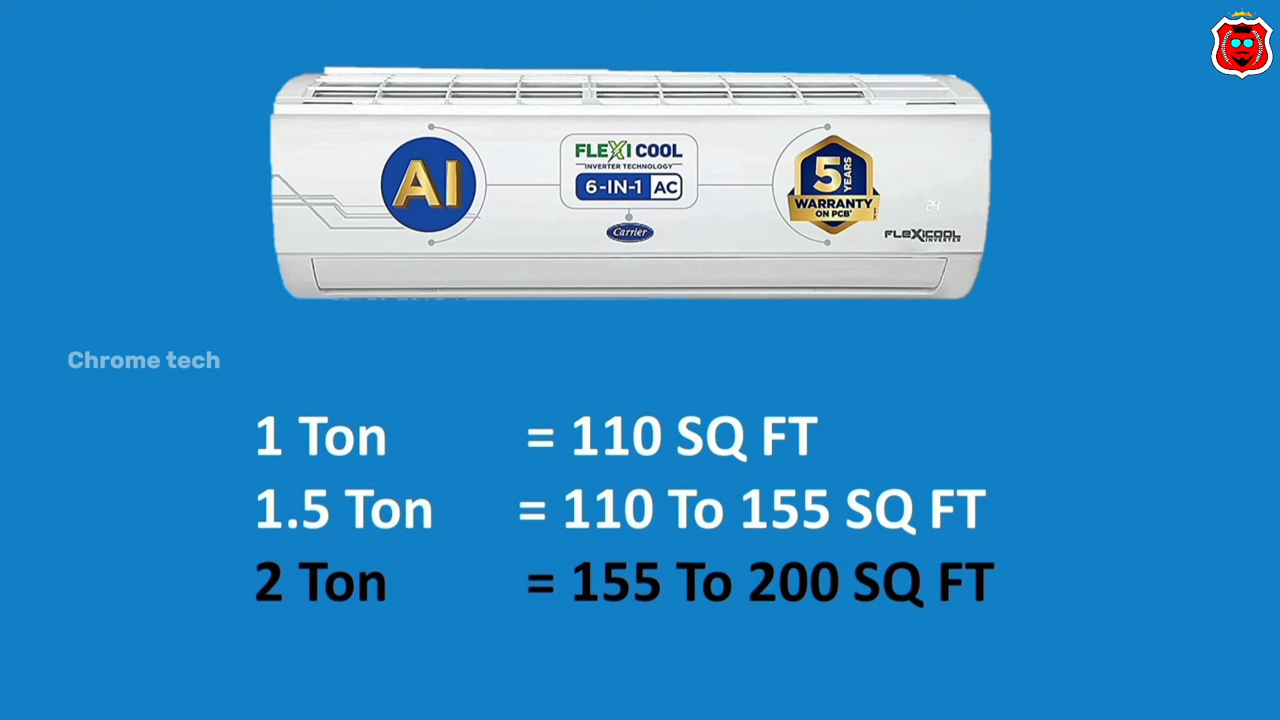 AI
FLEXI COOL
INVERTER TECHNOLOGY
6-IN-1 AC
Carrier
5 YEARS
WARRANTY
ON PCB*
24
FLEXICOOL
INVERTER
Chrome tech
1 Ton = 110 SQ FT
1.5 Ton = 110 To 155 SQ FT
2 Ton = 155 To 200 SQ FT